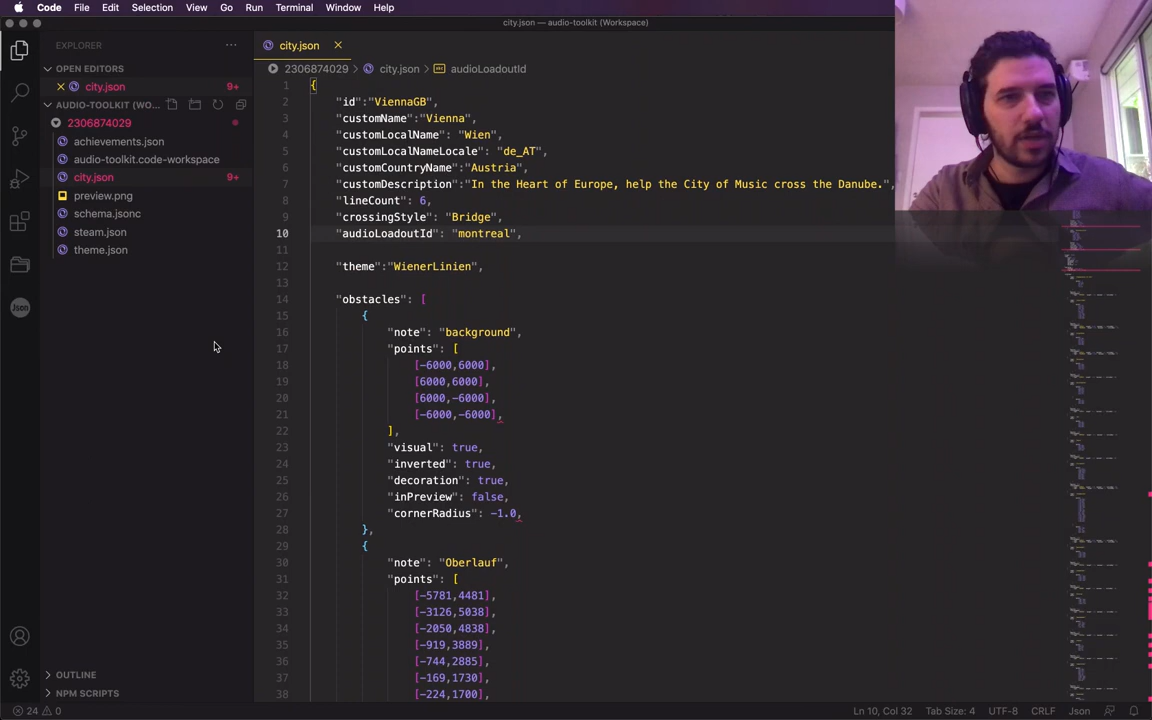 Code File Edit Selection View Go Run Terminal Window Help
city.json — audio-toolkit (Workspace)
EXPLORER
city.json
OPEN EDITORS
2306874029 > city.json > audioLoadoutId
city.json 9+
AUDIO-TOOLKIT (WO...
2306874029
achievements.json
audio-toolkit.code-workspace
city.json 9+
preview.png
schema.jsonc
steam.json
theme.json
Json
OUTLINE
NPM SCRIPTS
1 {
2 "id":"ViennaGB",
3 "customName":"Vienna",
4 "customLocalName": "Wien",
5 "customLocalNameLocale": "de_AT",
6 "customCountryName":"Austria",
7 "customDescription":"In the Heart of Europe, help the City of Music cross the Danube.",
8 "lineCount": 6,
9 "crossingStyle": "Bridge",
10 "audioLoadoutId": "montreal",
11
12 "theme":"WienerLinien",
13
14 "obstacles": [
15 {
16 "note": "background",
17 "points": [
18 [-6000,6000],
19 [6000,6000],
20 [6000,-6000],
21 [-6000,-6000],
22 ],
23 "visual": true,
24 "inverted": true,
25 "decoration": true,
26 "inPreview": false,
27 "cornerRadius": -1.0,
28 },
29 {
30 "note": "Oberlauf",
31 "points": [
32 [-5781,4481],
33 [-3126,5038],
34 [-2050,4838],
35 [-919,3889],
36 [-744,2885],
37 [-169,1730],
38 [-224,1700],
24 0
Ln 10, Col 32 Tab Size: 4 UTF-8 CRLF Json